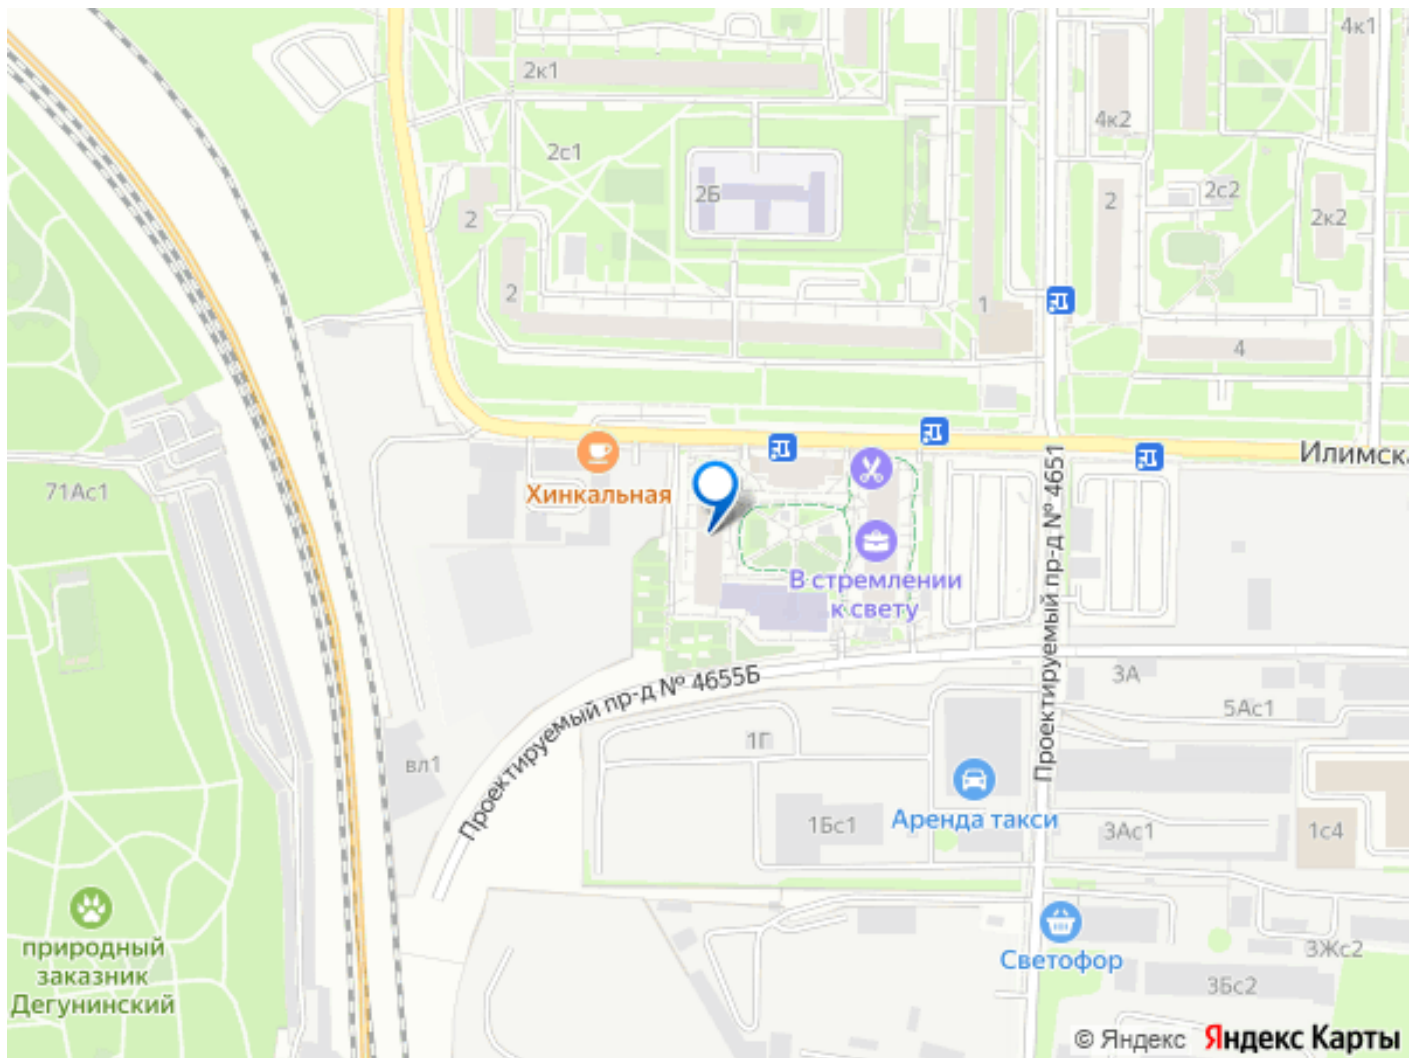 4к1
2к1
4к2
2с1
2с2
2Б
2
2
2к2
2
1
4
Илимска
Хинкальная
71Ас1
Проектируемый пр-д № 4651
В стремлении
к свету
Проектируемый пр-д № 4655Б
3А
5Ас1
1Г
вл1
Аренда такси
1Бс1
3Ас1
1с4
природный
заказник
Дегунинский
Светофор
3Жс2
3Бс2
© Яндекс Яндекс Карты